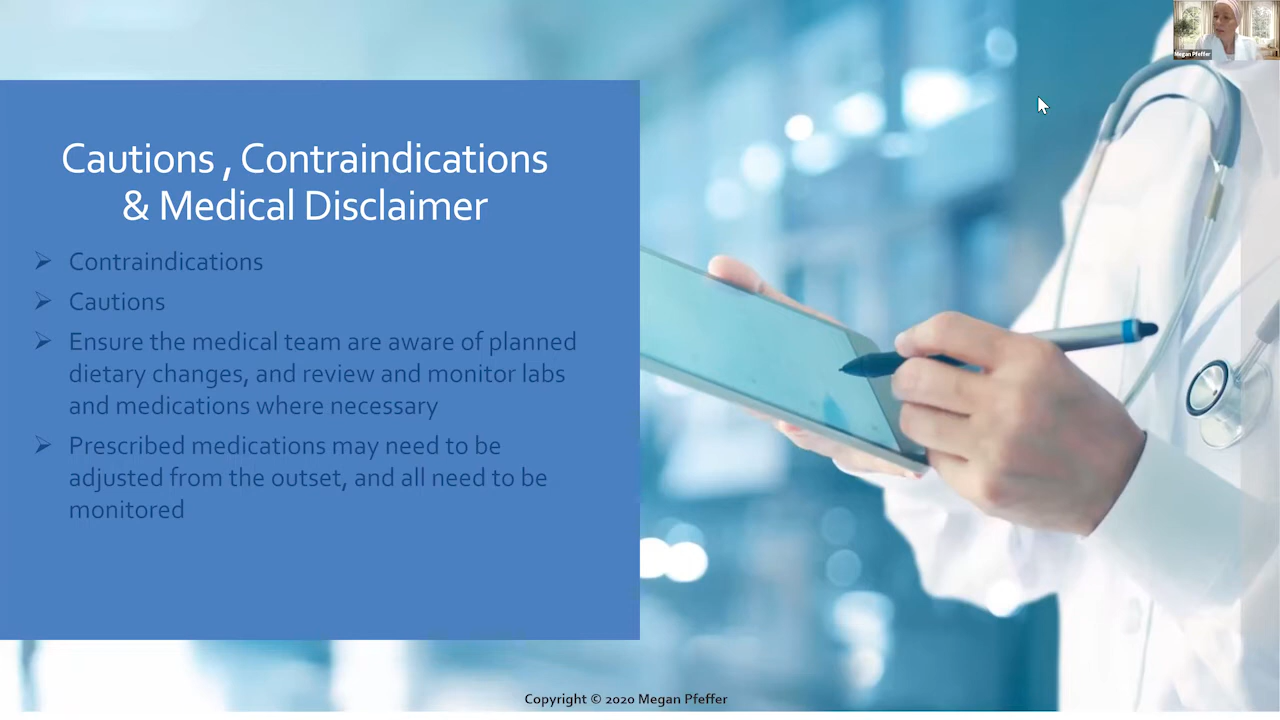 Megan Pfeffer
Cautions , Contraindications
& Medical Disclaimer
Contraindications
Cautions
Ensure the medical team are aware of planned
dietary changes, and review and monitor labs
and medications where necessary
Prescribed medications may need to be
adjusted from the outset, and all need to be
monitored
Copyright © 2020 Megan Pfeffer